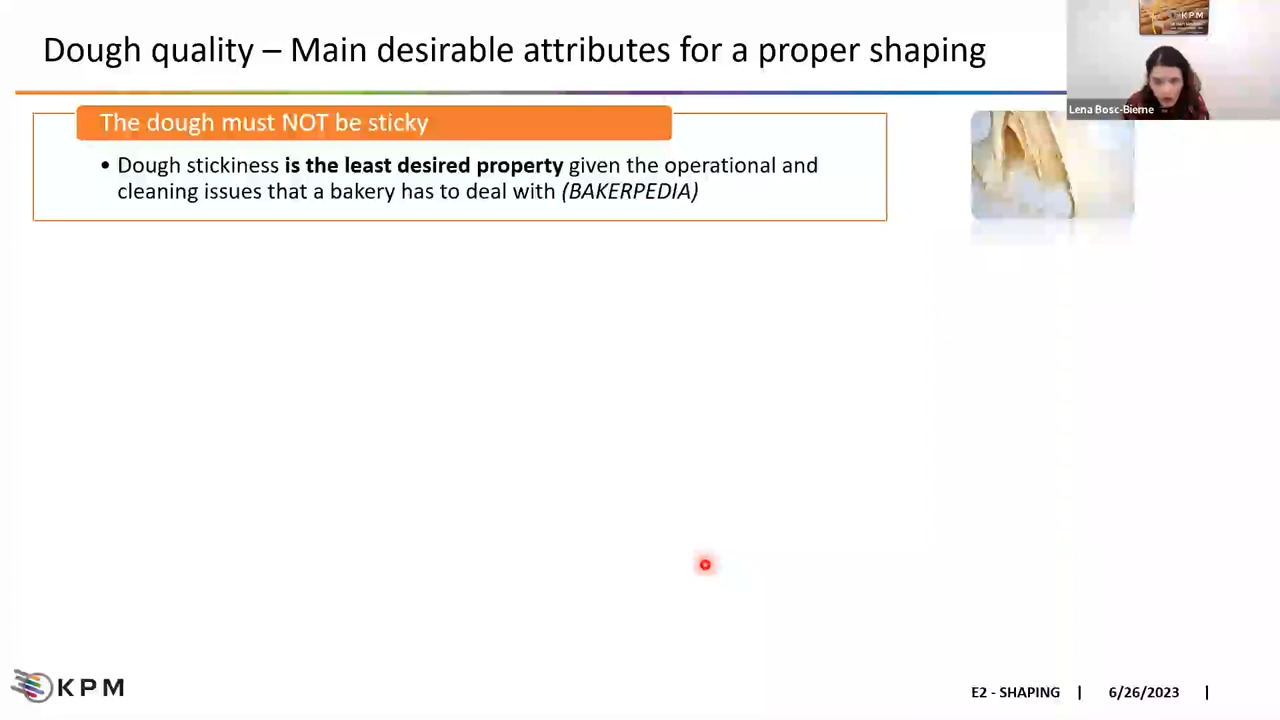 Dough quality – Main desirable attributes for a proper shaping
KPM
Lena Bosc-Bieme
The dough must NOT be sticky
• Dough stickiness is the least desired property given the operational and
cleaning issues that a bakery has to deal with (BAKERPEDIA)
KPM
E2 - SHAPING | 6/26/2023 |